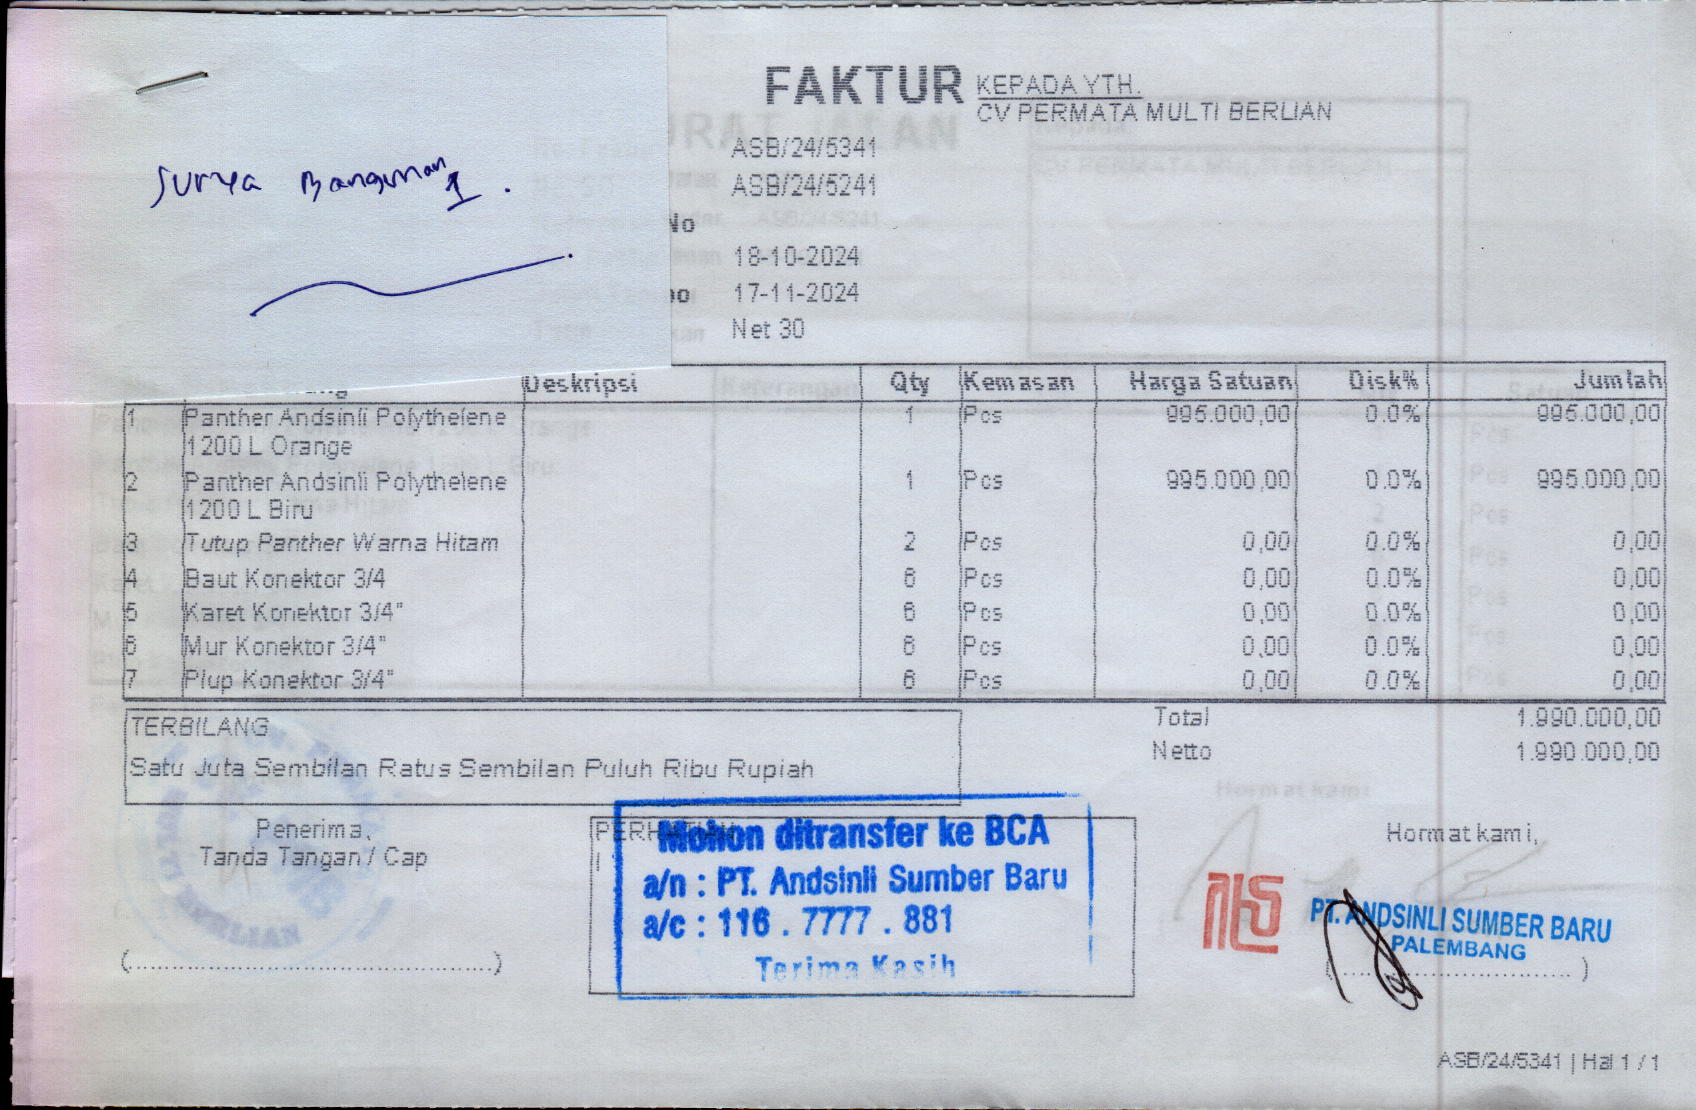 Surya Bangunan 1.
FAKTUR
KEPADA YTH.
CV PERMATA MULTI BERLIAN
ASB/24/5341
ASB/24/5241
No
18-10-2024
17-11-2024
Net 30
Deskripsi Qty Kemasan Harga Satuan Disk% Jumlah
1 Panther Andsinli Polythelene 1 Pcs 995.000,00 0.0% 995.000,00
1200 L Orange
2 Panther Andsinli Polythelene 1 Pcs 995.000,00 0.0% 995.000,00
1200 L Biru
3 Tutup Panther Warna Hitam 2 Pcs 0,00 0.0% 0,00
4 Baut Konektor 3/4 6 Pcs 0,00 0.0% 0,00
5 Karet Konektor 3/4" 6 Pcs 0,00 0.0% 0,00
6 Mur Konektor 3/4" 6 Pcs 0,00 0.0% 0,00
7 Plup Konektor 3/4" 6 Pcs 0,00 0.0% 0,00
Total 1.990.000,00
Netto 1.990.000,00
TERBILANG
Satu Juta Sembilan Ratus Sembilan Puluh Ribu Rupiah
Penerima,
Tanda Tangan / Cap
(..............................................)
Mohon ditransfer ke BCA
a/n : PT. Andsinli Sumber Baru
a/c : 116 . 7777 . 881
Terima Kasih
Hormat kami,
PT. ANDSINLI SUMBER BARU
PALEMBANG
(..............................)
ASB/24/5341 | Hal 1 / 1